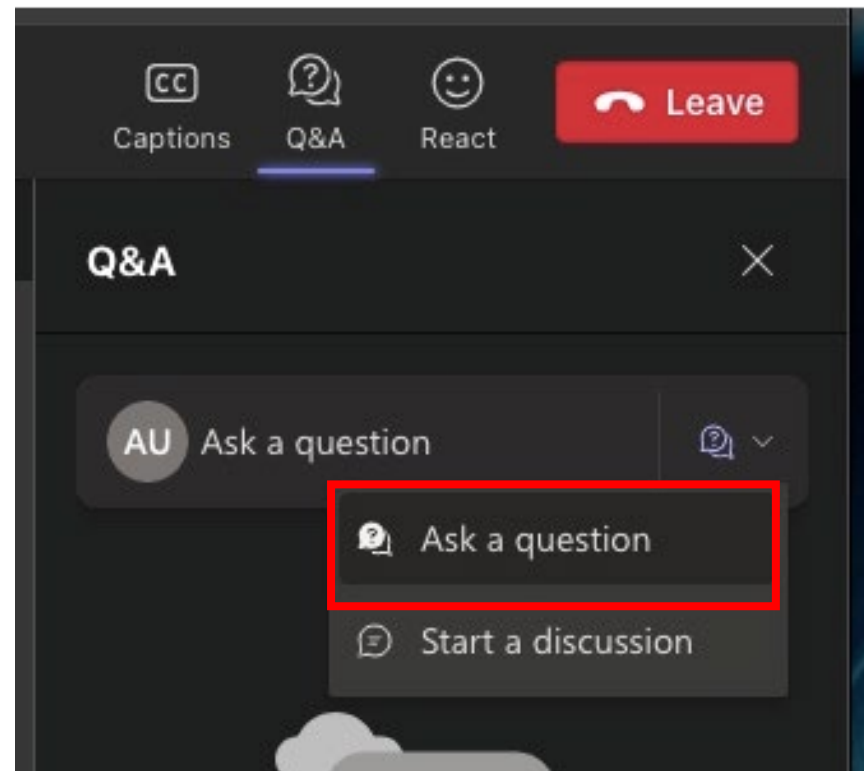 CC
Captions
Q&A
React
Leave
Q&A
AU Ask a question
Ask a question
Start a discussion